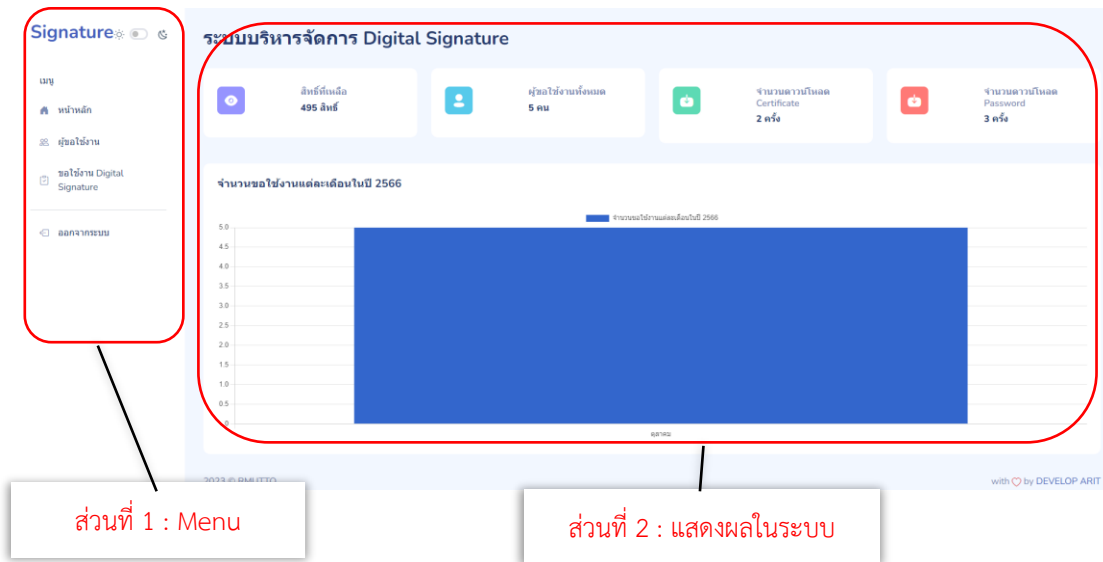 Signature
เมนู
หน้าหลัก
ผู้ขอใช้งาน
ขอใช้งาน Digital
Signature
ออกจากระบบ
ระบบบริหารจัดการ Digital Signature
สิทธิ์ที่เหลือ
495 สิทธิ์
ผู้ขอใช้งานทั้งหมด
5 คน
จำนวนดาวน์โหลด
Certificate
2 ครั้ง
จำนวนดาวน์โหลด
Password
3 ครั้ง
จำนวนขอใช้งานแต่ละเดือนในปี 2566
จำนวนขอใช้งานแต่ละเดือนในปี 2566
5.0
4.5
4.0
3.5
3.0
2.5
2.0
1.5
1.0
0.5
0
ตุลาคม
2023 © RMUTTO
with by DEVELOP ARIT
ส่วนที่ 1 : Menu
ส่วนที่ 2 : แสดงผลในระบบ